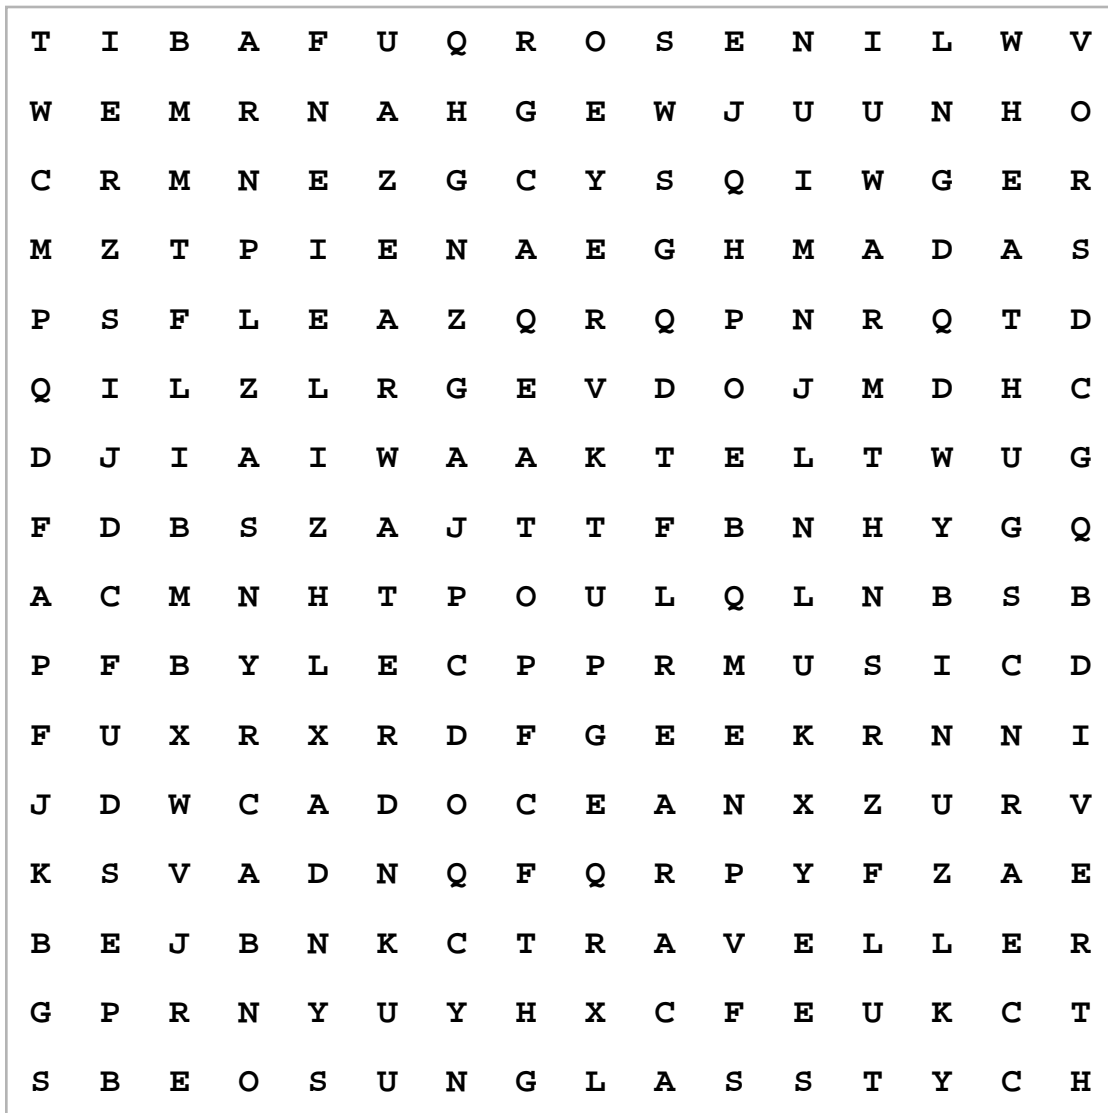 T I B A F U Q R O S E N I L W V
W E M R N A H G E W J U U N H O
C R M N E Z G C Y S Q I W G E R
M Z T P I E N A E G H M A D A S
P S F L E A Z Q R Q P N R Q T D
Q I L Z L R G E V D O J M D H C
D J I A I W A A K T E L T W U G
F D B S Z A J T T F B N H Y G Q
A C M N H T P O U L Q L N B S B
P F B Y L E C P P R M U S I C D
F U X R X R D F G E E K R N N I
J D W C A D O C E A N X Z U R V
K S V A D N Q F Q R P Y F Z A E
B E J B N K C T R A V E L L E R
G P R N Y U Y H X C F E U K C T
S B E O S U N G L A S S T Y C H